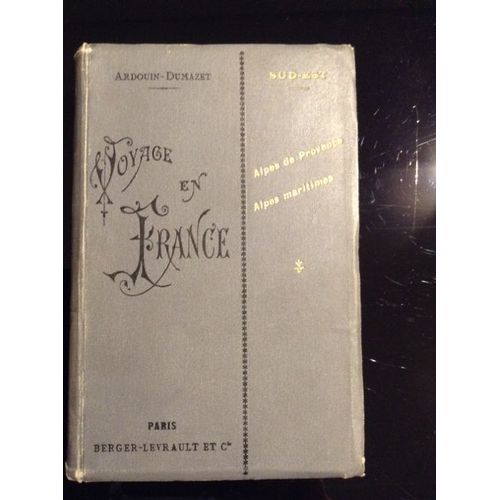 ARDOUIN-DUMAZET
VOYAGE
EN
FRANCE
PARIS
BERGER-LEVRAULT ET Cie
SUD-EST
Alpes de Provence
Alpes maritimes